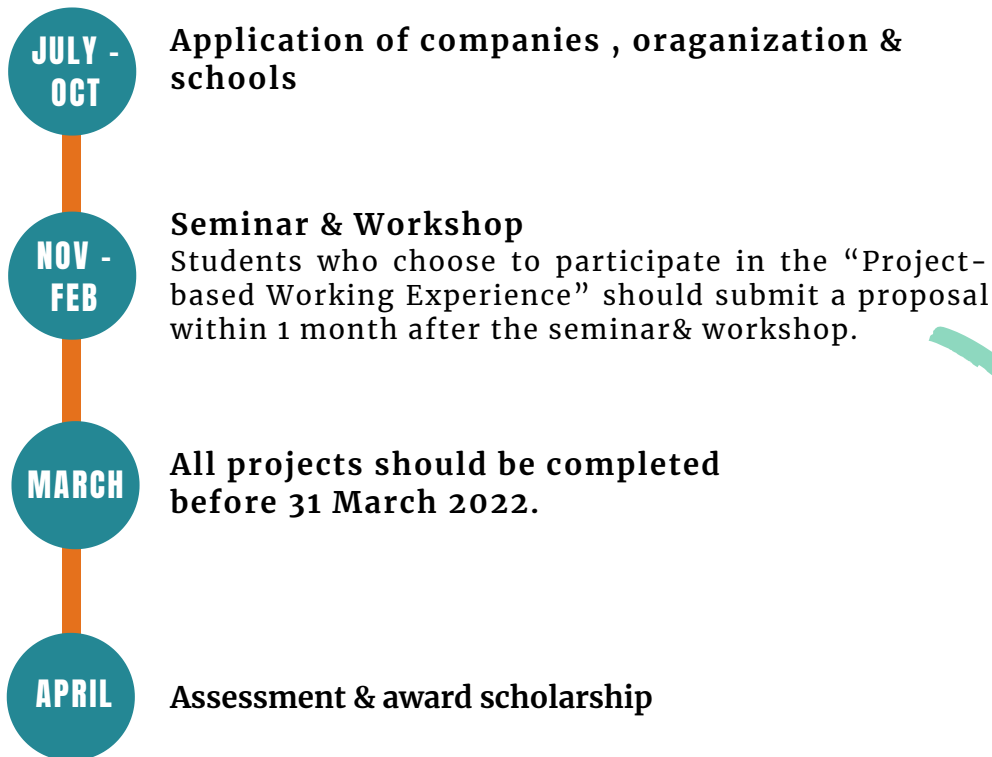 JULY -
OCT
Application of companies , oraganization &
schools
NOV -
FEB
Seminar & Workshop
Students who choose to participate in the “Project-
based Working Experience” should submit a proposal
within 1 month after the seminar& workshop.
MARCH
All projects should be completed
before 31 March 2022.
APRIL
Assessment & award scholarship